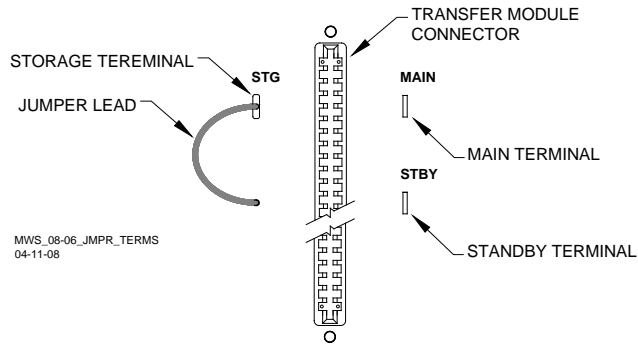 TRANSFER MODULE
CONNECTOR
STORAGE TEREMINAL
STG
MAIN
JUMPER LEAD
MAIN TERMINAL
STBY
MWS_08-06_JMPR_TERMS
04-11-08
STANDBY TERMINAL